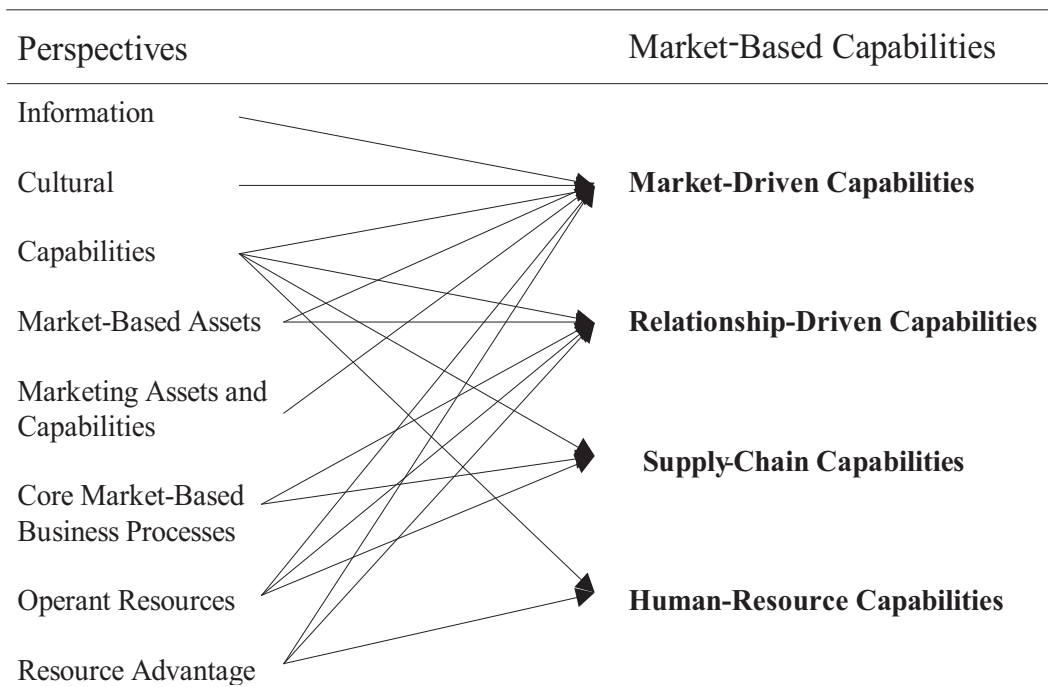 Perspectives
Market-Based Capabilities
Information
Cultural
Market-Driven Capabilities
Capabilities
Market-Based Assets
Relationship-Driven Capabilities
Marketing Assets and
Capabilities
Supply-Chain Capabilities
Core Market-Based
Business Processes
Operant Resources
Human-Resource Capabilities
Resource Advantage